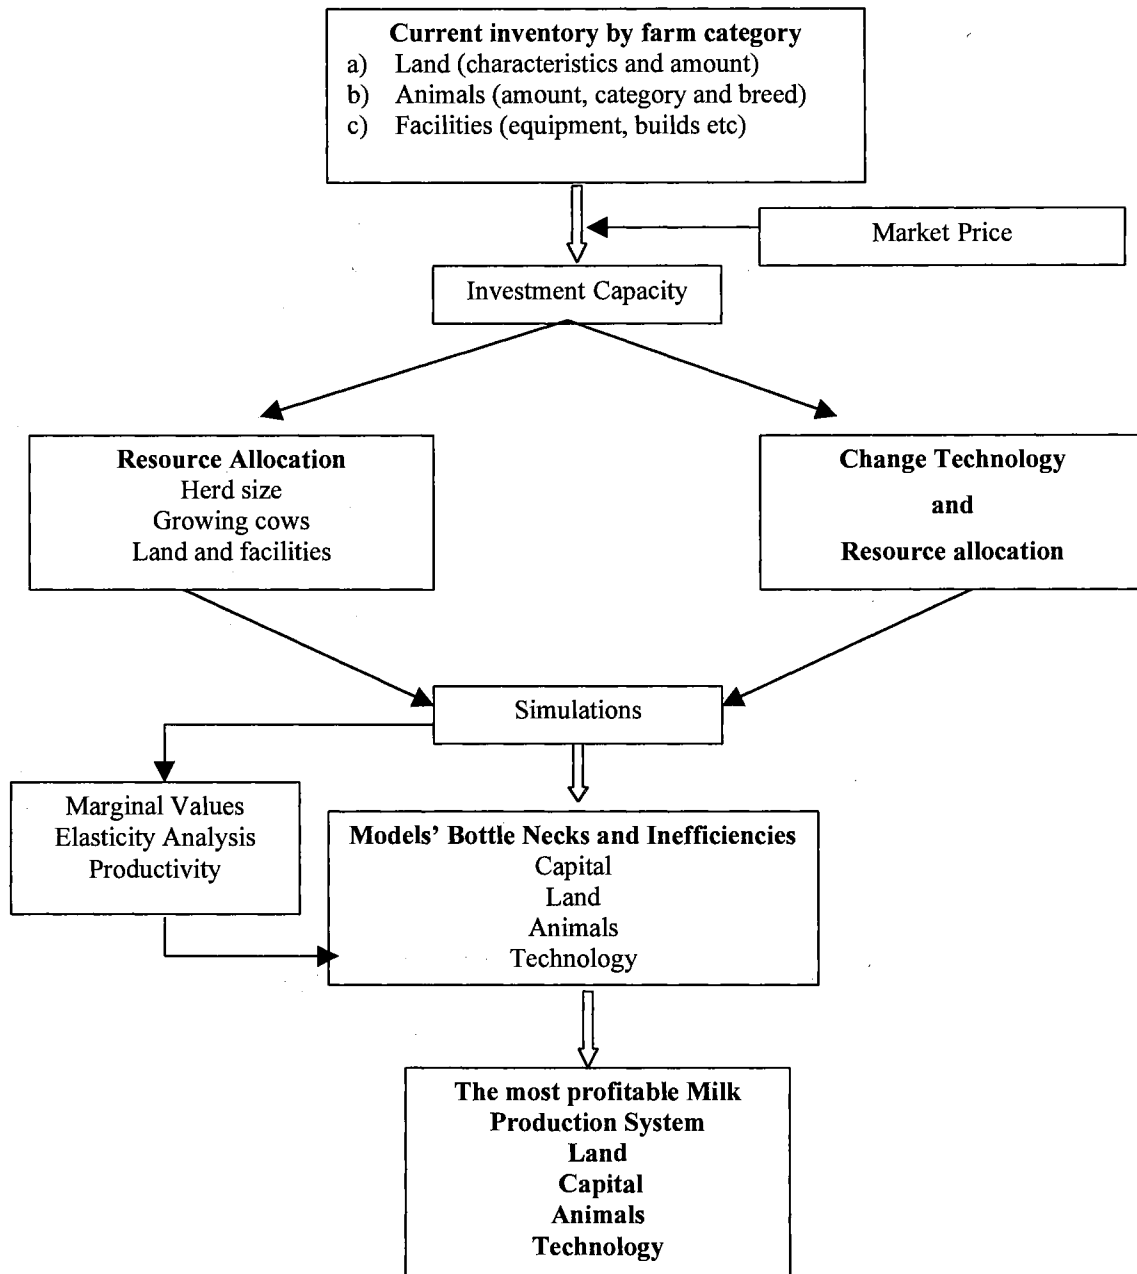 Current inventory by farm category
a) Land (characteristics and amount)
b) Animals (amount, category and breed)
c) Facilities (equipment, builds etc)
Market Price
Investment Capacity
Resource Allocation
Herd size
Growing cows
Land and facilities
Change Technology
and
Resource allocation
Simulations
Marginal Values
Elasticity Analysis
Productivity
Models' Bottle Necks and Inefficiencies
Capital
Land
Animals
Technology
The most profitable Milk
Production System
Land
Capital
Animals
Technology